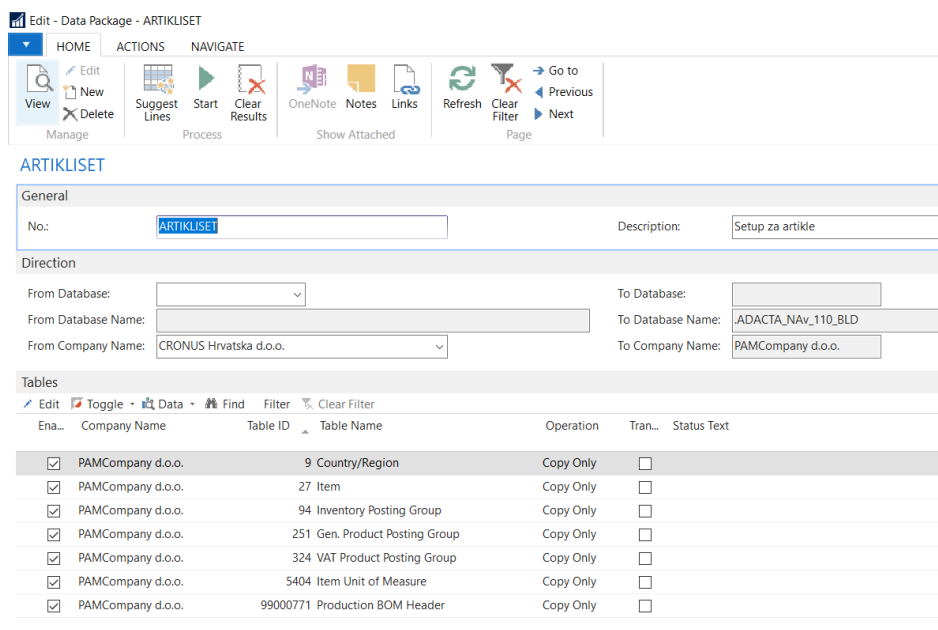 Edit - Data Package - ARTIKLISET
HOME ACTIONS NAVIGATE
View
Edit
New
Delete
Manage
Suggest Lines
Start
Clear Results
Process
OneNote
Notes
Links
Show Attached
Refresh
Clear Filter
Go to
Previous
Next
Page
ARTIKLISET
General
No.: ARTIKLISET Description: Setup za artikle
Direction
From Database: To Database:
From Database Name: To Database Name: .ADACTA_NAv_110_BLD
From Company Name: CRONUS Hrvatska d.o.o. To Company Name: PAMCompany d.o.o.
Tables
Edit Toggle Data Find Filter Clear Filter
Ena... Company Name Table ID Table Name Operation Tran... Status Text
PAMCompany d.o.o. 9 Country/Region Copy Only
PAMCompany d.o.o. 27 Item Copy Only
PAMCompany d.o.o. 94 Inventory Posting Group Copy Only
PAMCompany d.o.o. 251 Gen. Product Posting Group Copy Only
PAMCompany d.o.o. 324 VAT Product Posting Group Copy Only
PAMCompany d.o.o. 5404 Item Unit of Measure Copy Only
PAMCompany d.o.o. 99000771 Production BOM Header Copy Only